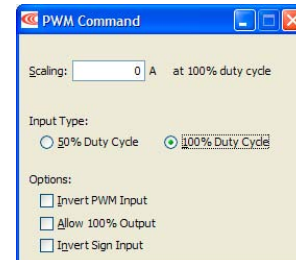 PWM Command
Scaling: 0 A at 100% duty cycle
Input Type:
50% Duty Cycle 100% Duty Cycle
Options:
Invert PWM Input
Allow 100% Output
Invert Sign Input